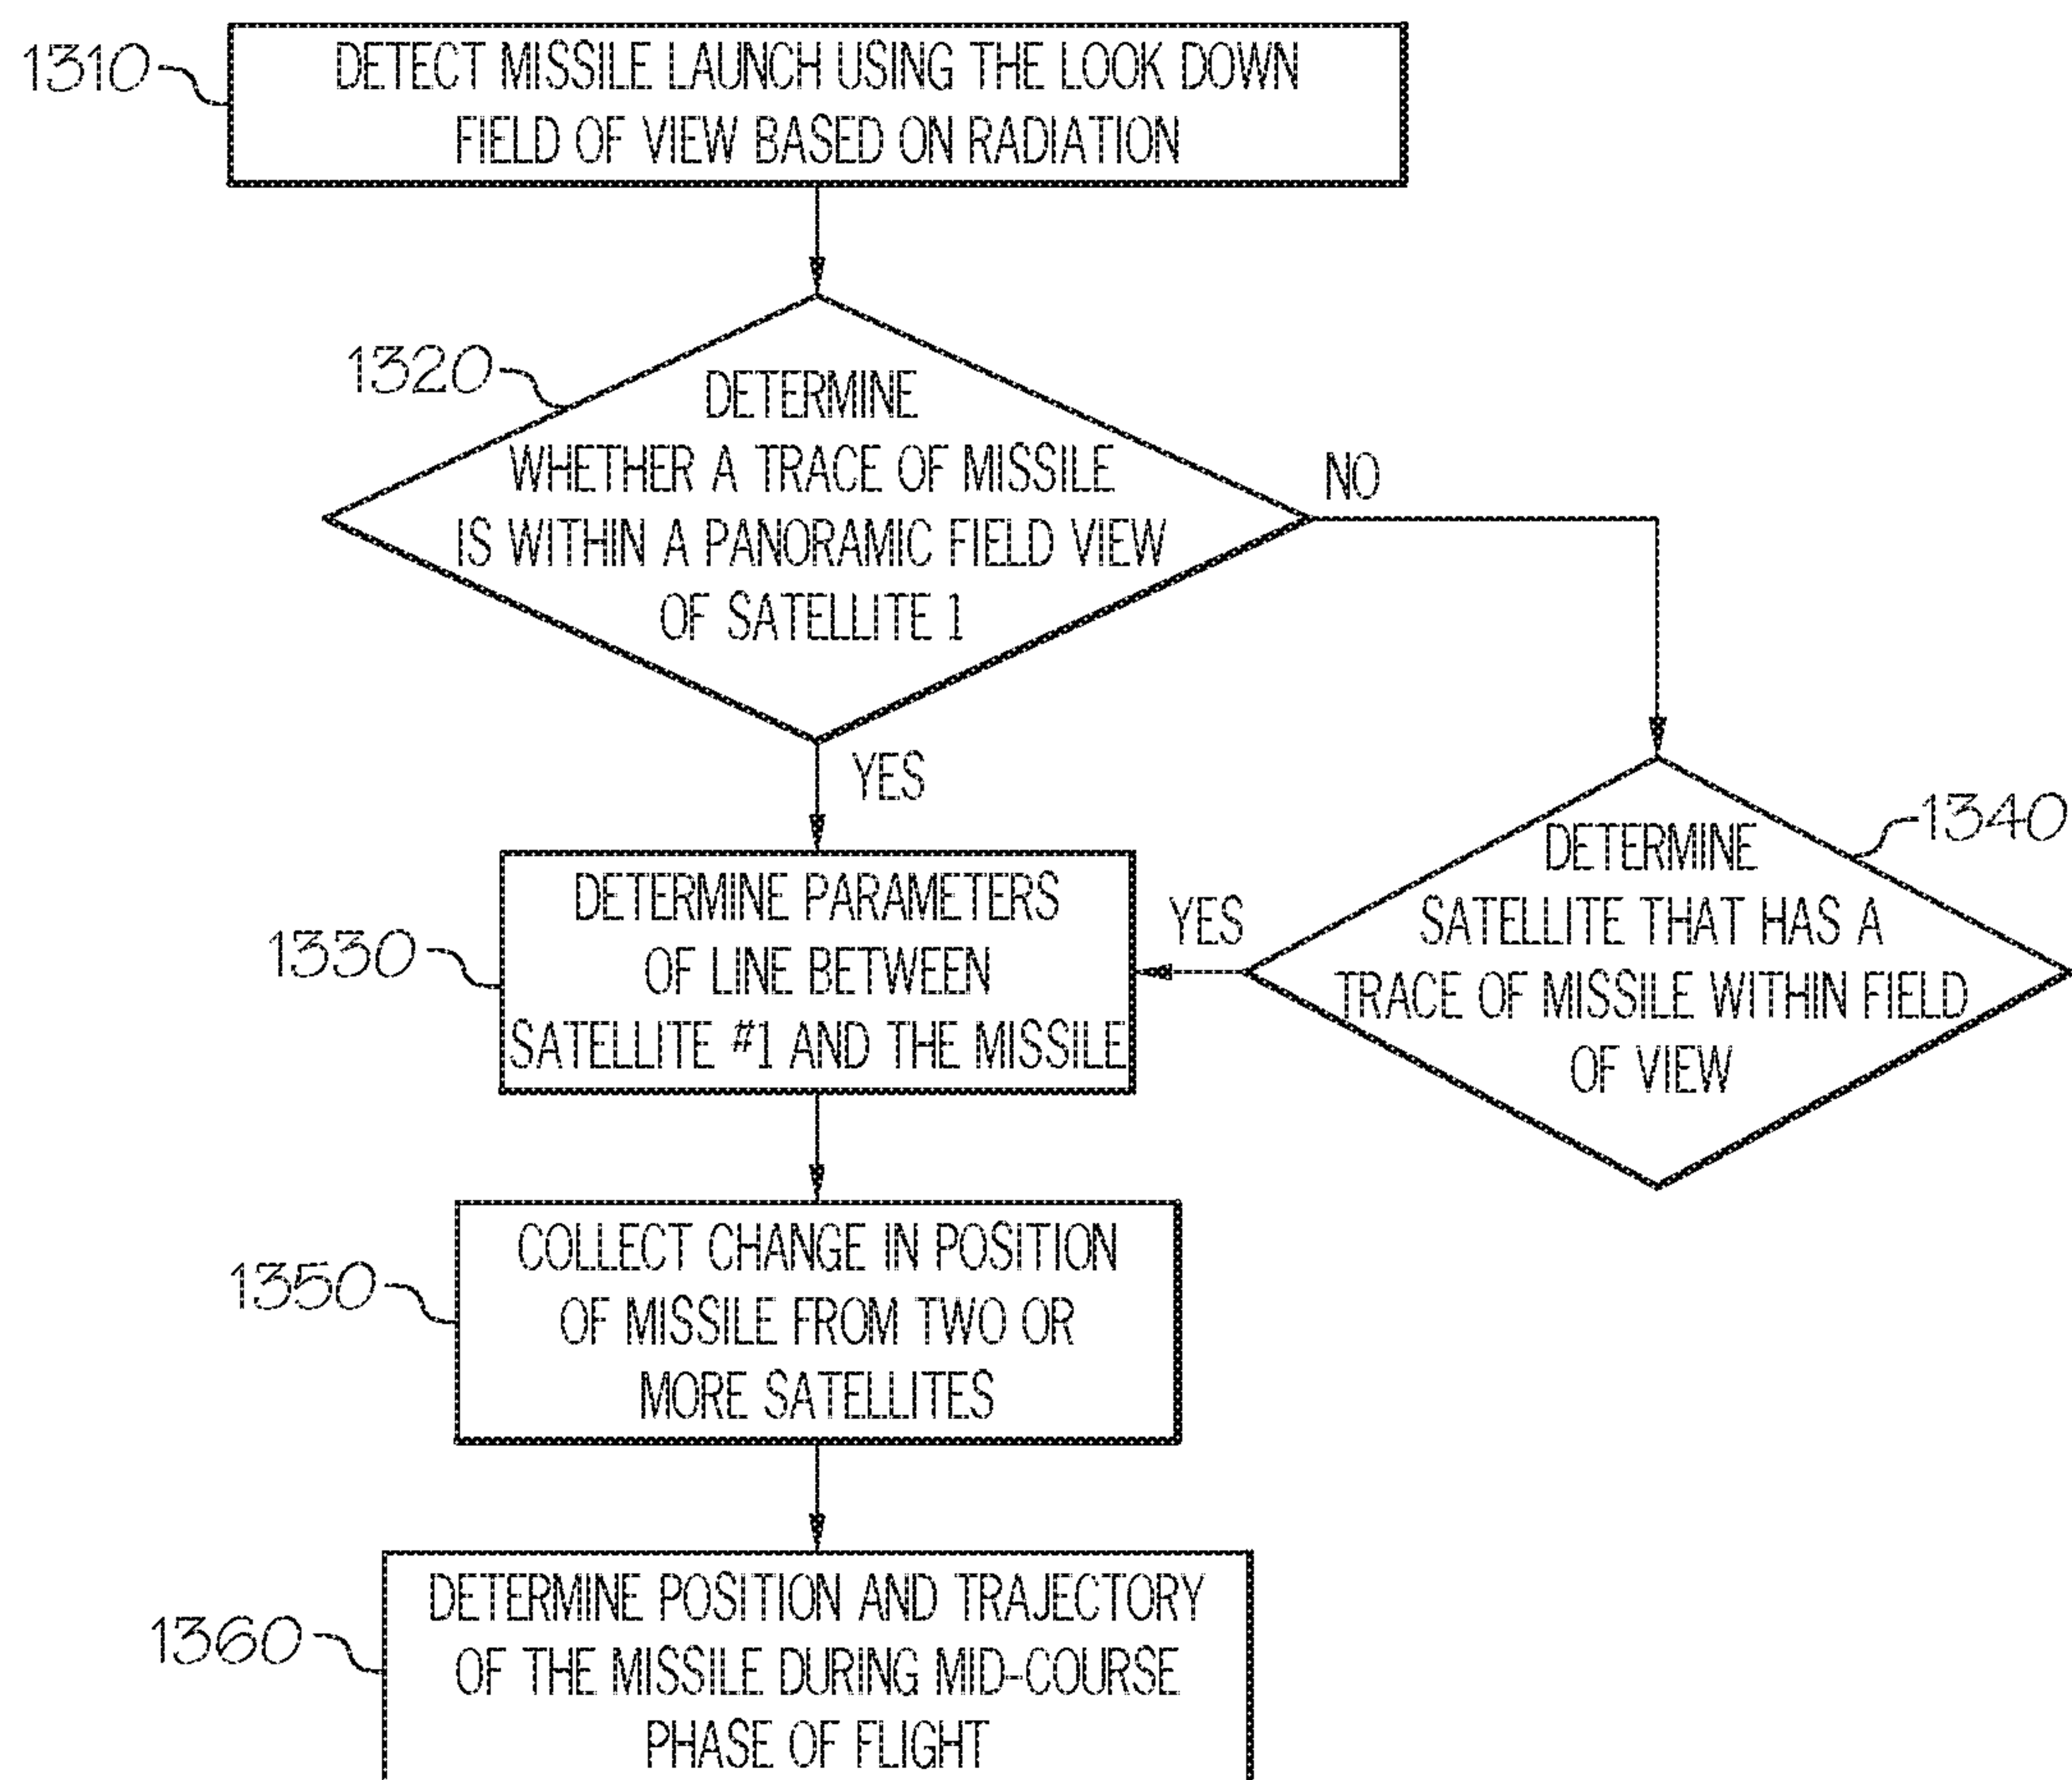 1310
DETECT MISSILE LAUNCH USING THE LOOK DOWN
FIELD OF VIEW BASED ON RADIATION
1320
DETERMINE
WHETHER A TRACE OF MISSILE
IS WITHIN A PANORAMIC FIELD VIEW
OF SATELLITE 1
NO
YES
1340
DETERMINE
SATELLITE THAT HAS A
TRACE OF MISSILE WITHIN FIELD
OF VIEW
YES
1330
DETERMINE PARAMETERS
OF LINE BETWEEN
SATELLITE #1 AND THE MISSILE
1350
COLLECT CHANGE IN POSITION
OF MISSILE FROM TWO OR
MORE SATELLITES
1360
DETERMINE POSITION AND TRAJECTORY
OF THE MISSILE DURING MID-COURSE
PHASE OF FLIGHT